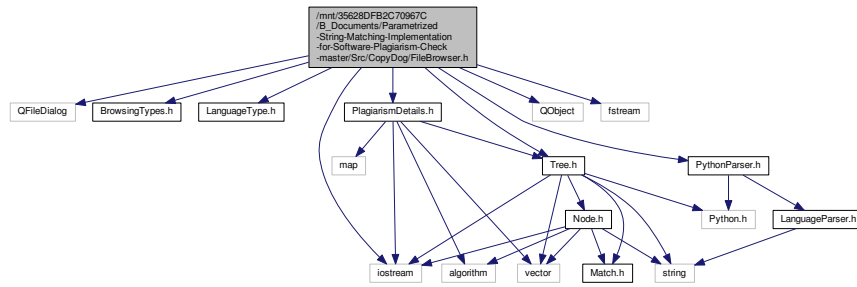 /mnt/35628DFB2C70967C
/B_Documents/Parametrized
-String-Matching-Implementation
-for-Software-Plagiarism-Check
-master/Src/CopyDog/FileBrowser.h
QFileDialog
BrowsingTypes.h
LanguageType.h
PlagiarismDetails.h
QObject
fstream
map
Tree.h
PythonParser.h
Node.h
Python.h
LanguageParser.h
iostream
algorithm
vector
Match.h
string